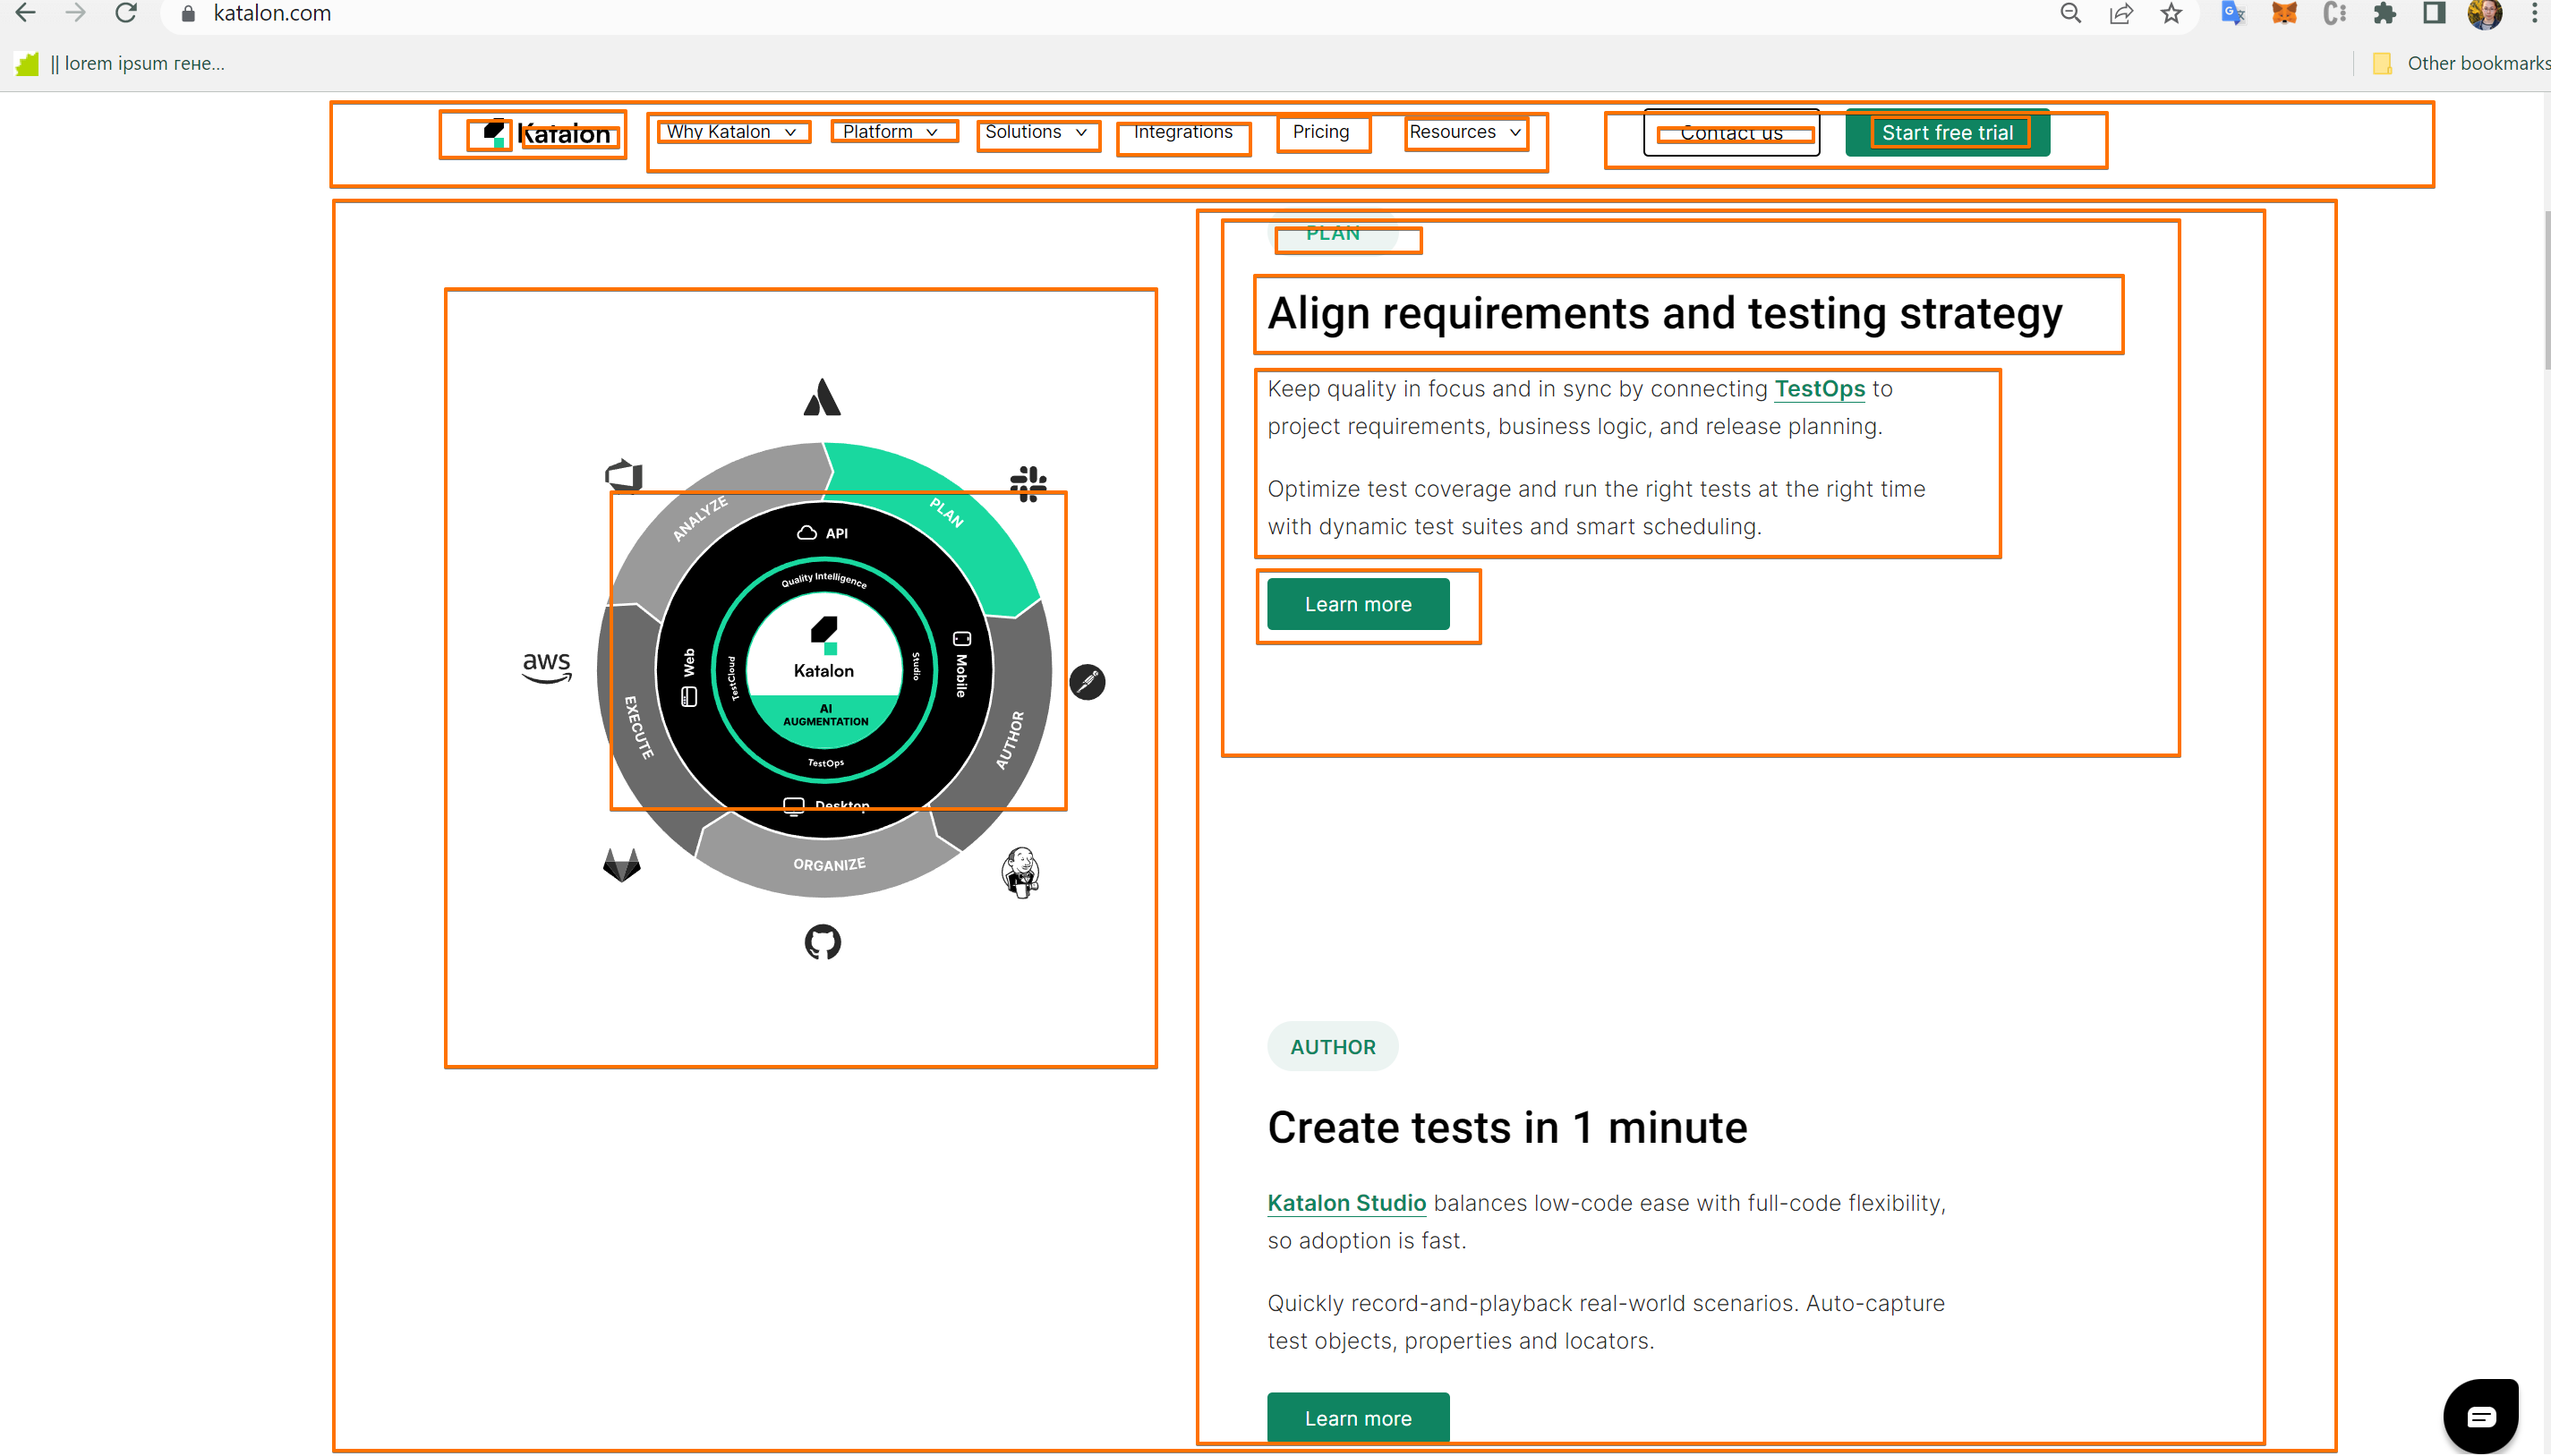 katalon.com
|| lorem ipsum гене...
Other bookmarks
Katalon
Why Katalon
Platform
Solutions
Integrations
Pricing
Resources
Contact us
Start free trial
PLAN
Align requirements and testing strategy
Keep quality in focus and in sync by connecting TestOps to
project requirements, business logic, and release planning.
Optimize test coverage and run the right tests at the right time
with dynamic test suites and smart scheduling.
Learn more
ANALYZE
PLAN
API
Quality Intelligence
aws
Web
TestCloud
Katalon
Studio
Mobile
AI
AUGMENTATION
EXECUTE
AUTHOR
TestOps
Desktop
ORGANIZE
AUTHOR
Create tests in 1 minute
Katalon Studio balances low-code ease with full-code flexibility,
so adoption is fast.
Quickly record-and-playback real-world scenarios. Auto-capture
test objects, properties and locators.
Learn more